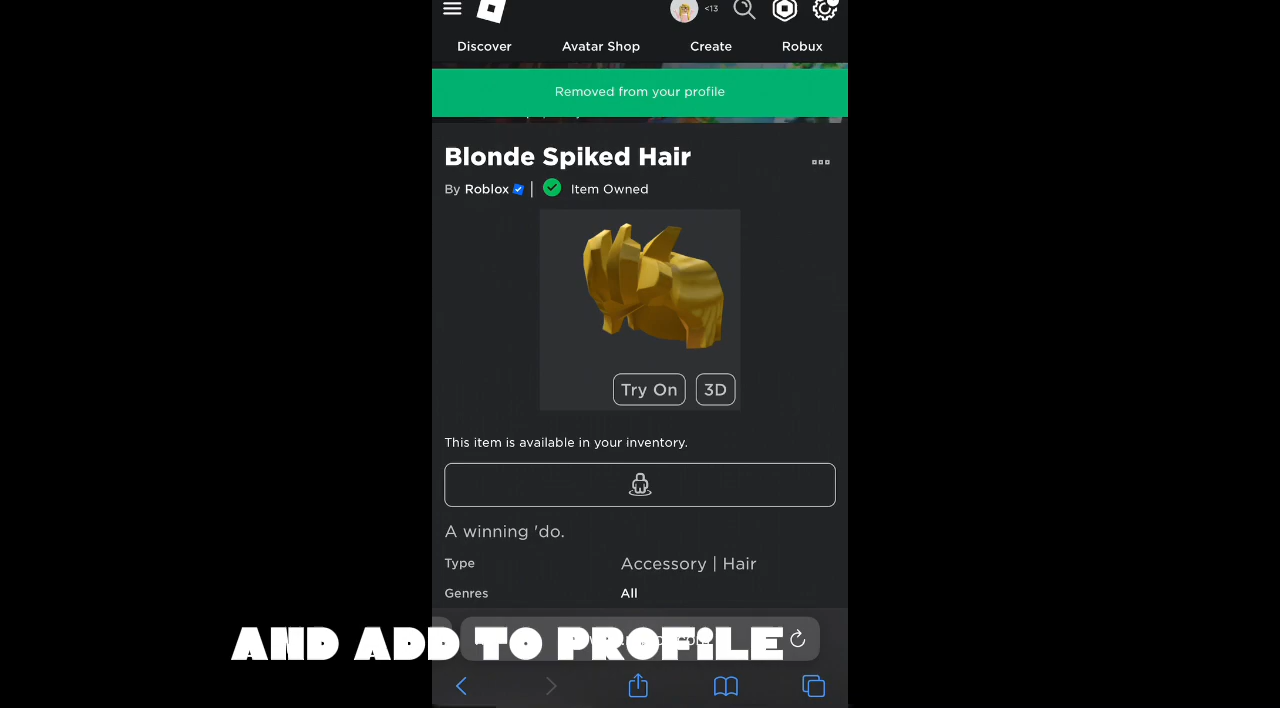 <13
Discover Avatar Shop Create Robux
Removed from your profile
Blonde Spiked Hair
By Roblox | Item Owned
Try On 3D
This item is available in your inventory.
A winning 'do.
Type Accessory | Hair
Genres All
AND ADD TO PROFILE